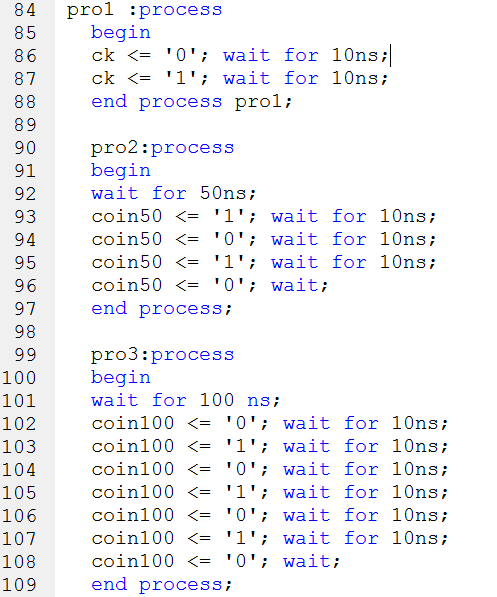 84 pro1 :process
85 begin
86 ck <= '0'; wait for 10ns;
87 ck <= '1'; wait for 10ns;
88 end process pro1;
89
90 pro2:process
91 begin
92 wait for 50ns;
93 coin50 <= '1'; wait for 10ns;
94 coin50 <= '0'; wait for 10ns;
95 coin50 <= '1'; wait for 10ns;
96 coin50 <= '0'; wait;
97 end process;
98
99 pro3:process
100 begin
101 wait for 100 ns;
102 coin100 <= '0'; wait for 10ns;
103 coin100 <= '1'; wait for 10ns;
104 coin100 <= '0'; wait for 10ns;
105 coin100 <= '1'; wait for 10ns;
106 coin100 <= '0'; wait for 10ns;
107 coin100 <= '1'; wait for 10ns;
108 coin100 <= '0'; wait;
109 end process;